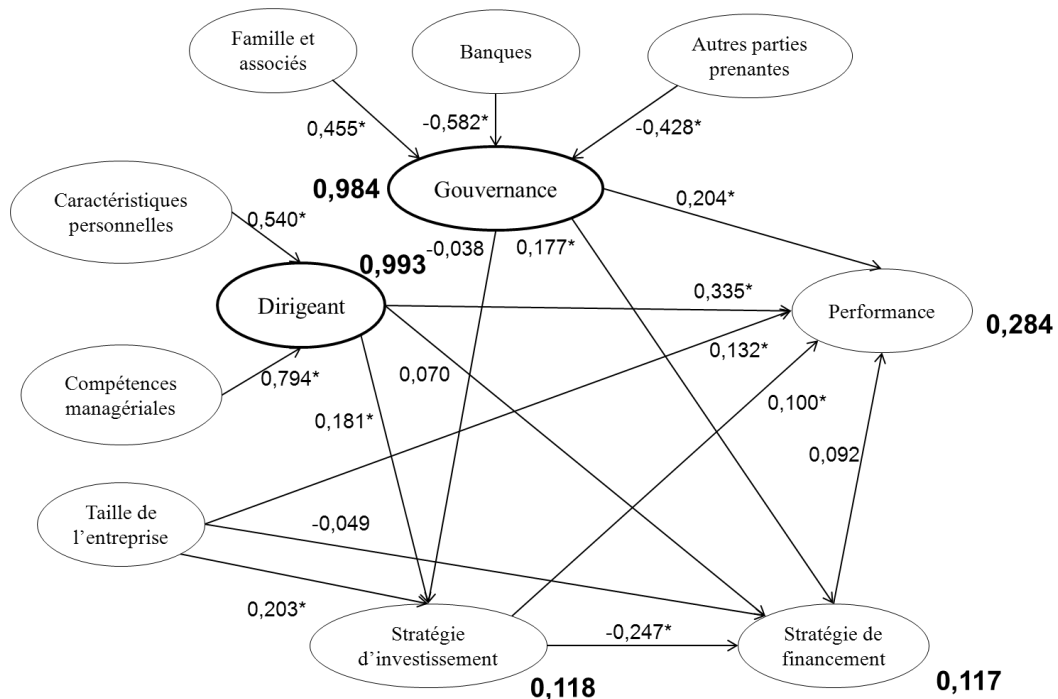 Famille et
associés
Banques
Autres parties
prenantes
0,455*
-0,582*
-0,428*
Caractéristiques
personnelles
0,984
Gouvernance
0,204*
0,540*
-0,038
0,177*
0,993
Dirigeant
0,335*
Performance
0,284
0,132*
Compétences
managériales
0,794*
0,070
0,181*
0,100*
0,092
Taille de
l’entreprise
-0,049
0,203*
Stratégie
d’investissement
-0,247*
Stratégie de
financement
0,118
0,117